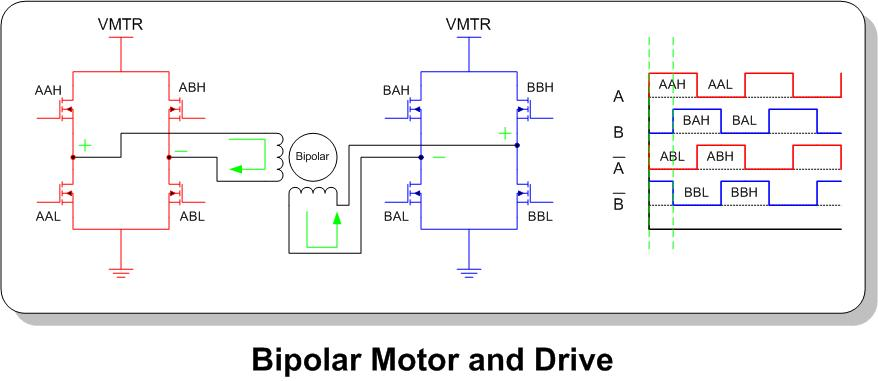 VMTR VMTR
AAH ABH BAH BBH
+ − − +
Bipolar
AAL ABL BAL BBL
A AAH AAL
B BAH BAL
A̅ ABL ABH
B̅ BBL BBH
Bipolar Motor and Drive